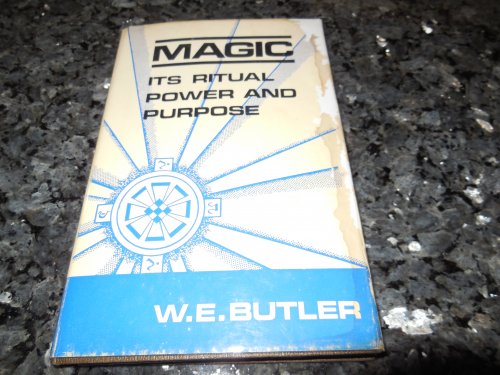 MAGIC
ITS RITUAL
POWER AND
PURPOSE
W.E.BUTLER